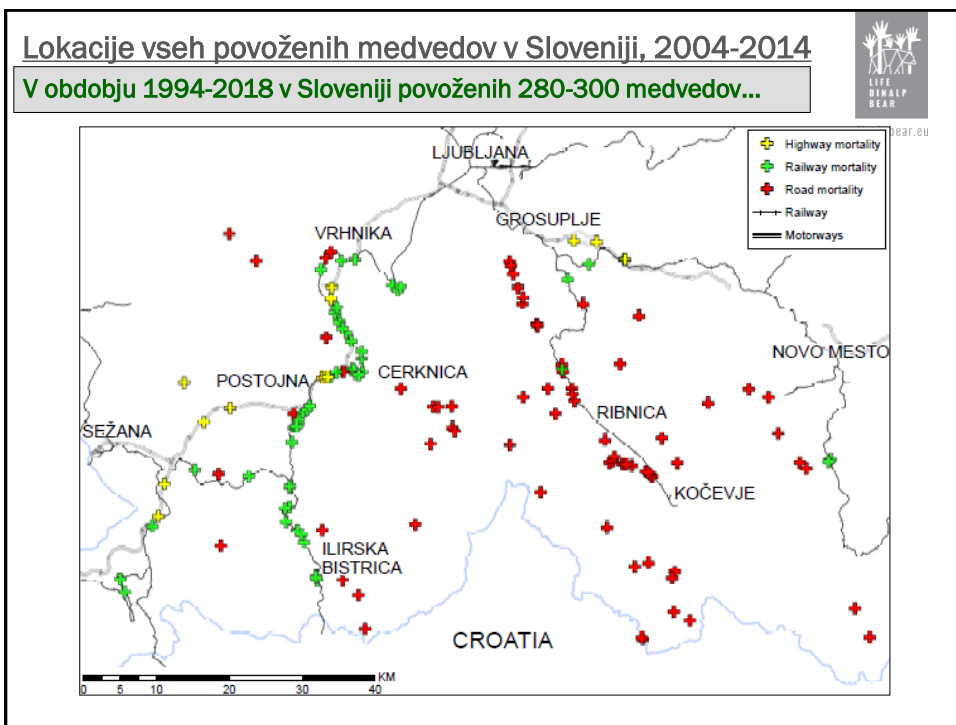 Lokacije vseh povoženih medvedov v Sloveniji, 2004-2014
V obdobju 1994-2018 v Sloveniji povoženih 280-300 medvedov...
LIFE
DINALP
BEAR
bear.eu
Highway mortality
Railway mortality
Road mortality
Railway
Motorways
LJUBLJANA
GROSUPLJE
VRHNIKA
NOVO MESTO
POSTOJNA
CERKNICA
RIBNICA
SEŽANA
KOČEVJE
ILIRSKA
BISTRICA
CROATIA
KM
0 5 10 20 30 40